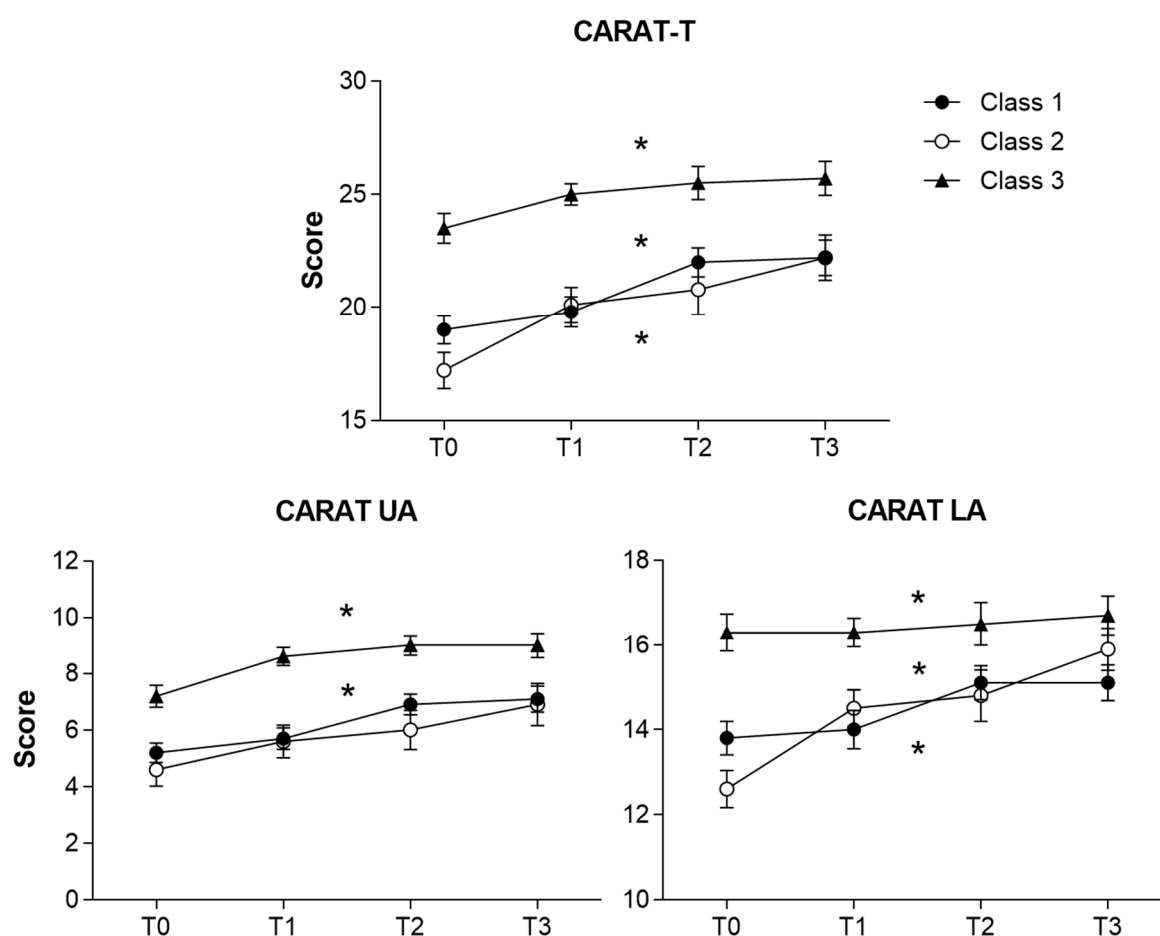 CARAT-T
30
25
20
15
Score
T0 T1 T2 T3
*
*
*
Class 1
Class 2
Class 3
CARAT UA
12
10
8
6
4
2
0
Score
T0 T1 T2 T3
*
*
CARAT LA
18
16
14
12
10
T0 T1 T2 T3
*
*
*